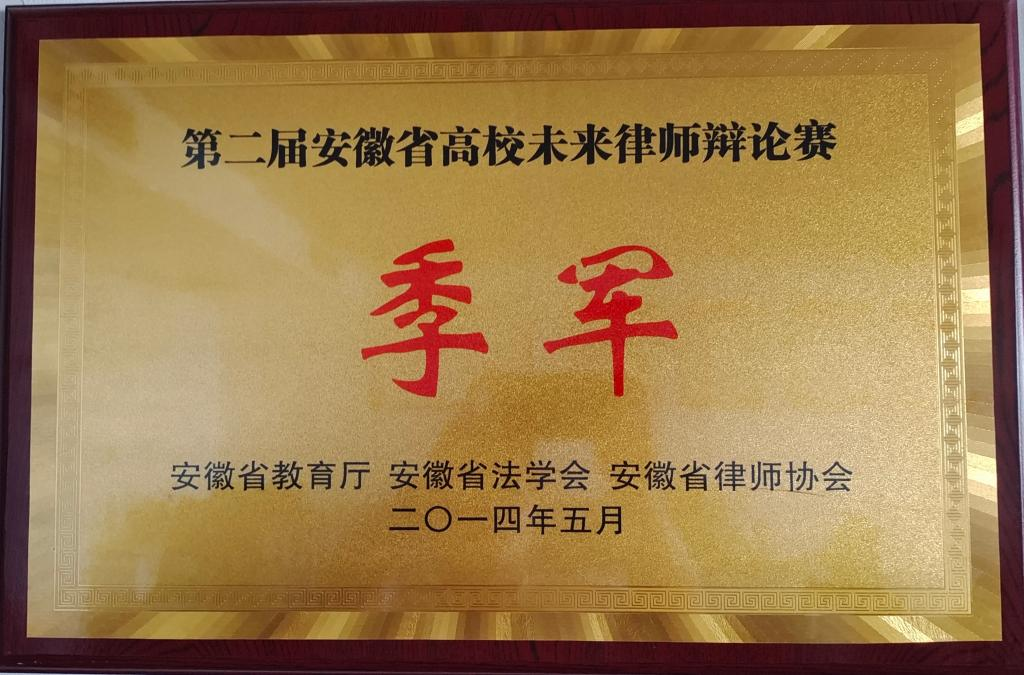 第二届安徽省高校未来律师辩论赛
季军
安徽省教育厅 安徽省法学会 安徽省律师协会
二〇一四年五月